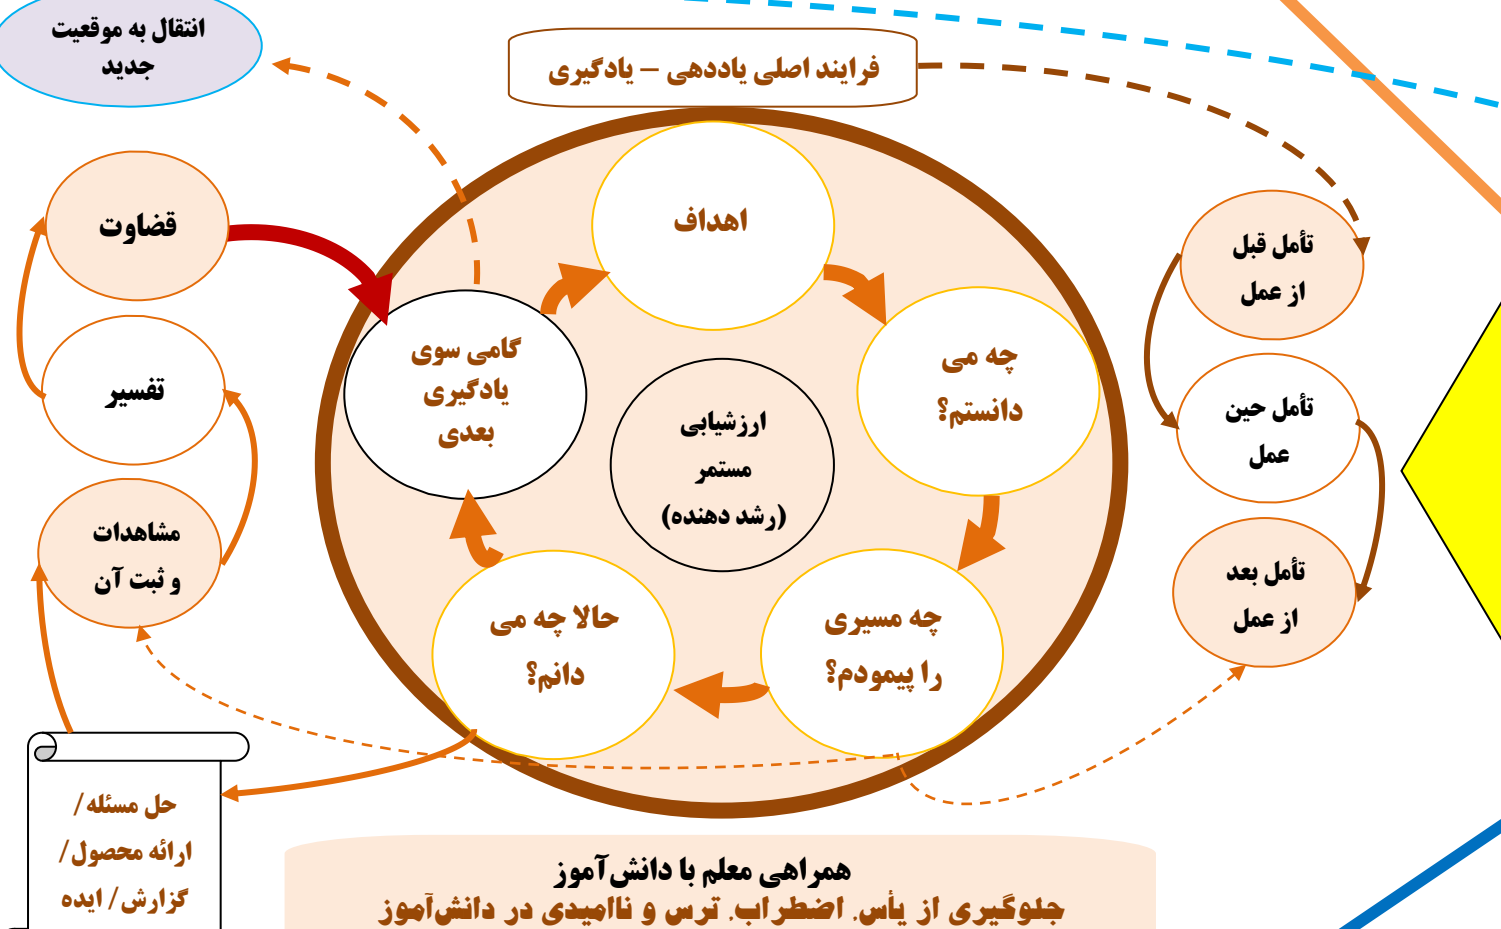 انتقال به موقعیت
جدید
فرایند اصلی یاددهی – یادگیری
اهداف
چه می
دانستم؟
چه مسیری
را پیمودم؟
حالا چه می
دانم؟
گامی سوی
یادگیری
بعدی
ارزشیابی
مستمر
(رشد دهنده)
تأمل قبل
از عمل
تأمل حین
عمل
تأمل بعد
از عمل
قضاوت
تفسیر
مشاهدات
و ثبت آن
حل مسئله/
ارائه محصول/
گزارش/ ایده
همراهی معلم با دانش‌آموز
جلوگیری از یأس. اضطراب. ترس و ناامیدی در دانش‌آموز